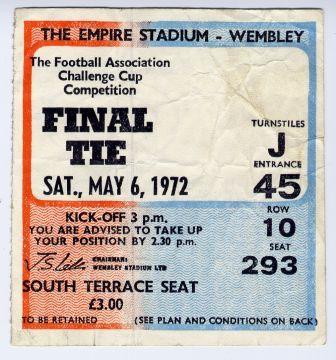 THE EMPIRE STADIUM - WEMBLEY
The Football Association
Challenge Cup
Competition
FINAL
TIE
SAT., MAY 6, 1972
TURNSTILES
J
ENTRANCE
45
ROW
10
SEAT
293
KICK-OFF 3 p.m.
YOU ARE ADVISED TO TAKE UP
YOUR POSITION BY 2.30 p.m.
CHAIRMAN:
WEMBLEY STADIUM LTD
SOUTH TERRACE SEAT
£3.00
TO BE RETAINED (SEE PLAN AND CONDITIONS ON BACK)